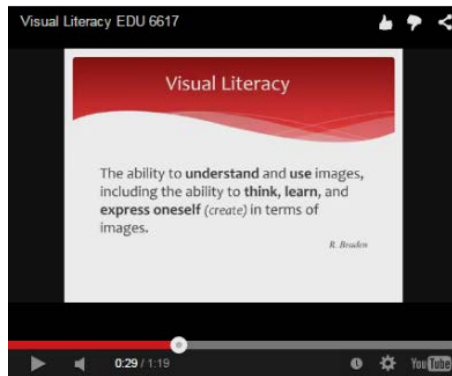 Visual Literacy EDU 6617
Visual Literacy
The ability to understand and use images,
including the ability to think, learn, and
express oneself (create) in terms of
images.
R. Braden
0:29 / 1:19
YouTube